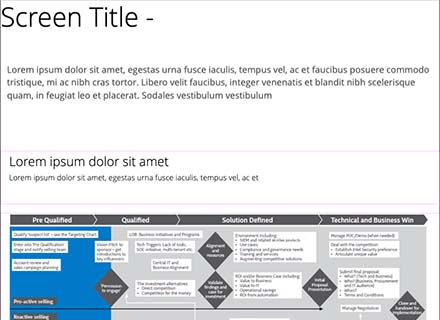 Screen Title -
Lorem ipsum dolor sit amet, egestas urna fusce iaculis, tempus vel, ac et faucibus posuere commodo
tristique, mi ac nibh cras tortor. Libero velit faucibus, integer venenatis et blandit nibh scelerisque
quam, in feugiat leo et placerat. Sodales vestibulum vestibulum
Lorem ipsum dolor sit amet
Lorem ipsum dolor sit amet, egestas urna fusce iaculis, tempus vel, ac et
Pre Qualified
Qualified
Solution Defined
Technical and Business Win
Qualify 'suspect list' – use the Targeting Chart
Enter into 'Pre Qualification'
stage and notify selling team
Account review and
sales campaign planning
Pro-active selling
Reactive selling
Vision Pitch to
sponsor – get
introductions to
key influencers
'Permission-
to-engage'
LOB: Business Initiatives and Programs
Tech Triggers: Lack of tools,
SOC initiative, multi-tenant etc.
Central IT and
Business Alignment
The investment alternatives
• Direct competition
• Competition for the money
Alignment
and
resources
Validate
findings and
case for
investment
Environment including:
• SIEM and related access products
• Use cases
• Compliance and governance
• Volumetrics
• Existing solutions
ROI and/or Business Case including:
• Value to Business
• Value to IT
• Operational savings
• ROI from automation
Initial
Proposal
Presentation
Manage POC/Demo (when needed)
Deal with the competition
• Establish Intel Security preference
• Articulate unique value
Submit final proposal:
• What? (Tech and business)
• What? (Business, Procurement
and IT audience)
• When?
• Terms and Conditions
Manage Negotiation
Close and
handover for
implementation